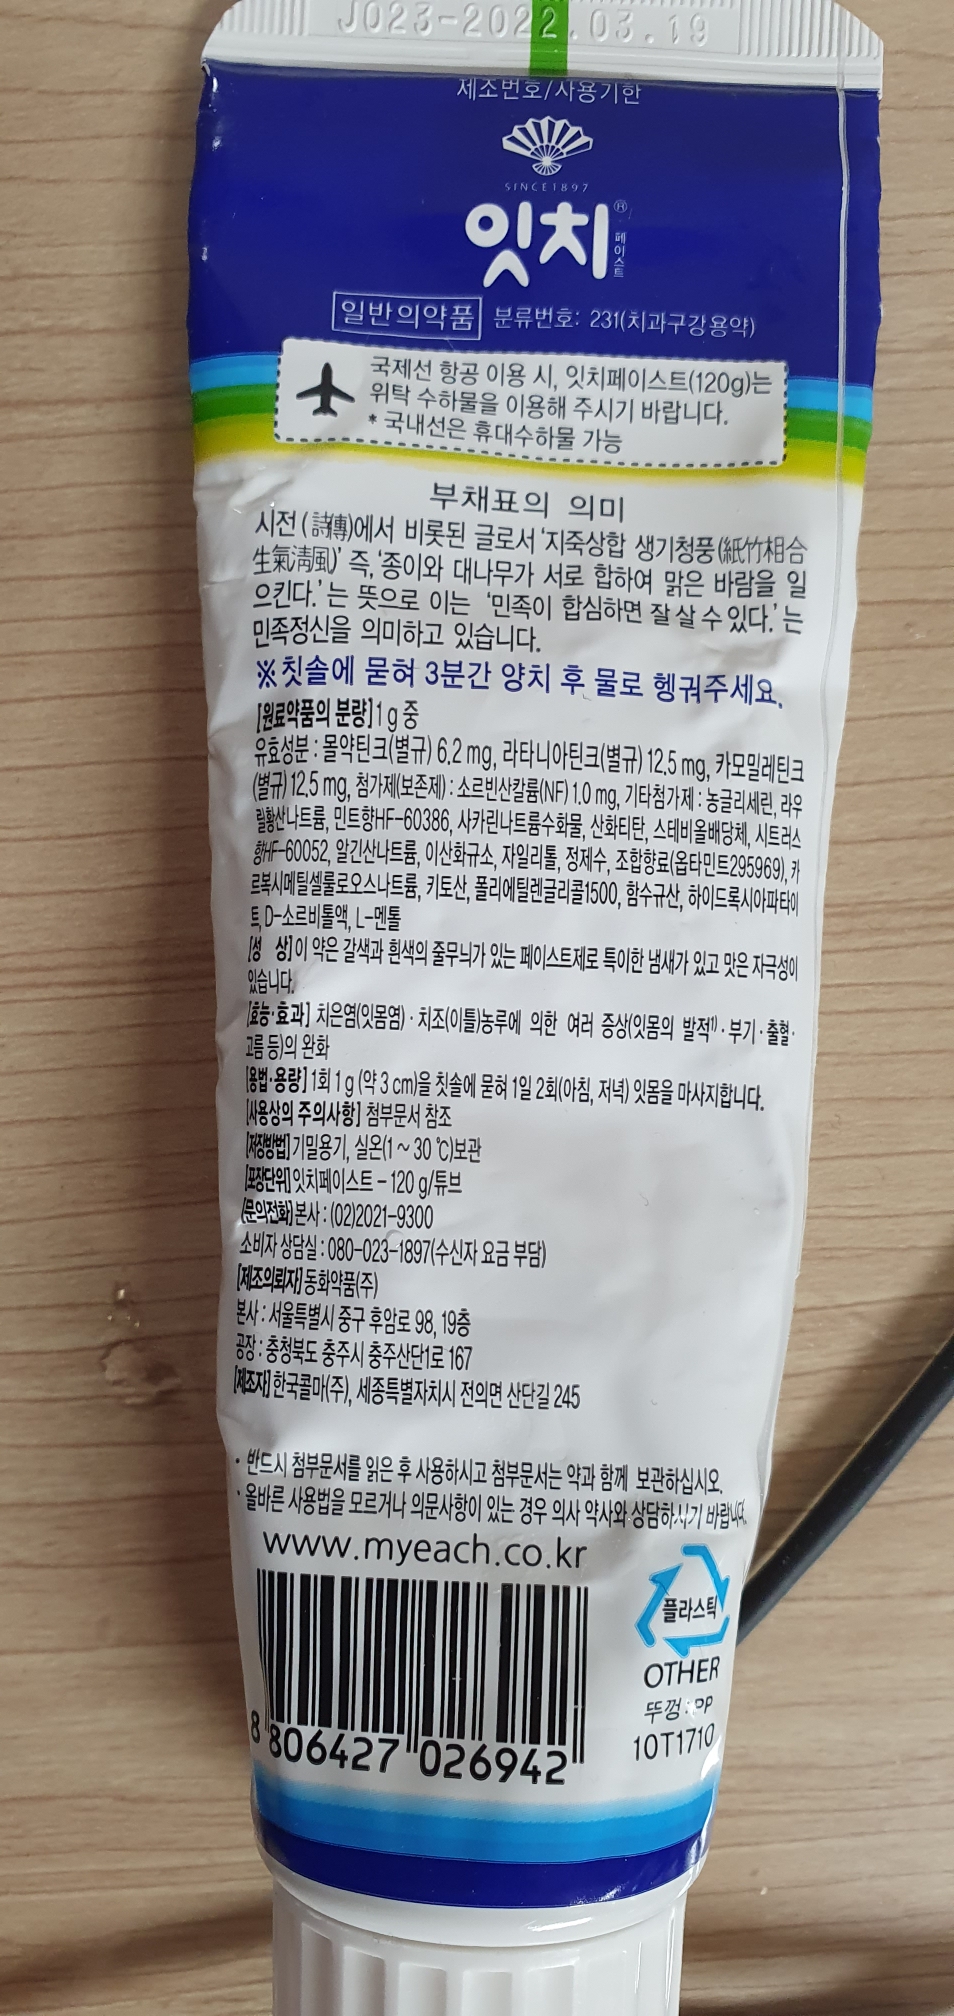 J023-2022.03.19
제조번호/사용기한
SINCE1897
잇치®
페이스트
일반의약품 분류번호: 231(치과구강용약)
국제선 항공 이용 시, 잇치페이스트(120g)는
위탁 수하물을 이용해 주시기 바랍니다.
* 국내선은 휴대수하물 가능
부채표의 의미
시전(詩傳)에서 비롯된 글로서 '지죽상합 생기청풍(紙竹相合
生氣淸風)' 즉, '종이와 대나무가 서로 합하여 맑은 바람을 일
으킨다.' 는 뜻으로 이는 '민족이 합심하면 잘 살 수 있다.' 는
민족정신을 의미하고 있습니다.
※칫솔에 묻혀 3분간 양치 후 물로 헹궈주세요.
[원료약품의 분량] 1 g 중
유효성분 : 몰약틴크(별규) 6.2 mg, 라타니아틴크(별규) 12.5 mg, 카모밀레틴크
(별규) 12.5 mg, 첨가제(보존제) : 소르빈산칼륨(NF) 1.0 mg, 기타첨가제 : 농글리세린, 라우
릴황산나트륨, 민트향HF-60386, 사카린나트륨수화물, 산화티탄, 스테비올배당체, 시트러스
향HF-60052, 알긴산나트륨, 이산화규소, 자일리톨, 정제수, 조합향료(옵타민트295969), 카
르복시메틸셀룰로오스나트륨, 키토산, 폴리에틸렌글리콜1500, 함수규산, 하이드록시아파타이
트, D-소르비톨액, L-멘톨
[성 상] 이 약은 갈색과 흰색의 줄무늬가 있는 페이스트제로 특이한 냄새가 있고 맛은 자극성이
있습니다.
[효능·효과] 치은염(잇몸염) · 치조(이틀)농루에 의한 여러 증상(잇몸의 발적¹⁾ · 부기 · 출혈 ·
고름 등)의 완화
[용법·용량] 1회 1 g (약 3 cm)을 칫솔에 묻혀 1일 2회(아침, 저녁) 잇몸을 마사지합니다.
[사용상의 주의사항] 첨부문서 참조
[저장방법] 기밀용기, 실온(1 ~ 30 ℃)보관
[포장단위] 잇치페이스트 - 120 g/튜브
[문의전화] 본사 : (02)2021-9300
소비자 상담실 : 080-023-1897(수신자 요금 부담)
[제조의뢰자] 동화약품(주)
본사 : 서울특별시 중구 후암로 98, 19층
공장 : 충청북도 충주시 충주산단1로 167
[제조자] 한국콜마(주), 세종특별자치시 전의면 산단길 245
· 반드시 첨부문서를 읽은 후 사용하시고 첨부문서는 약과 함께 보관하십시오.
· 올바른 사용법을 모르거나 의문사항이 있는 경우 의사 약사와 상담하시기 바랍니다.
www.myeach.co.kr
플라스틱
OTHER
뚜껑 : PP
10T1710
8 806427 026942